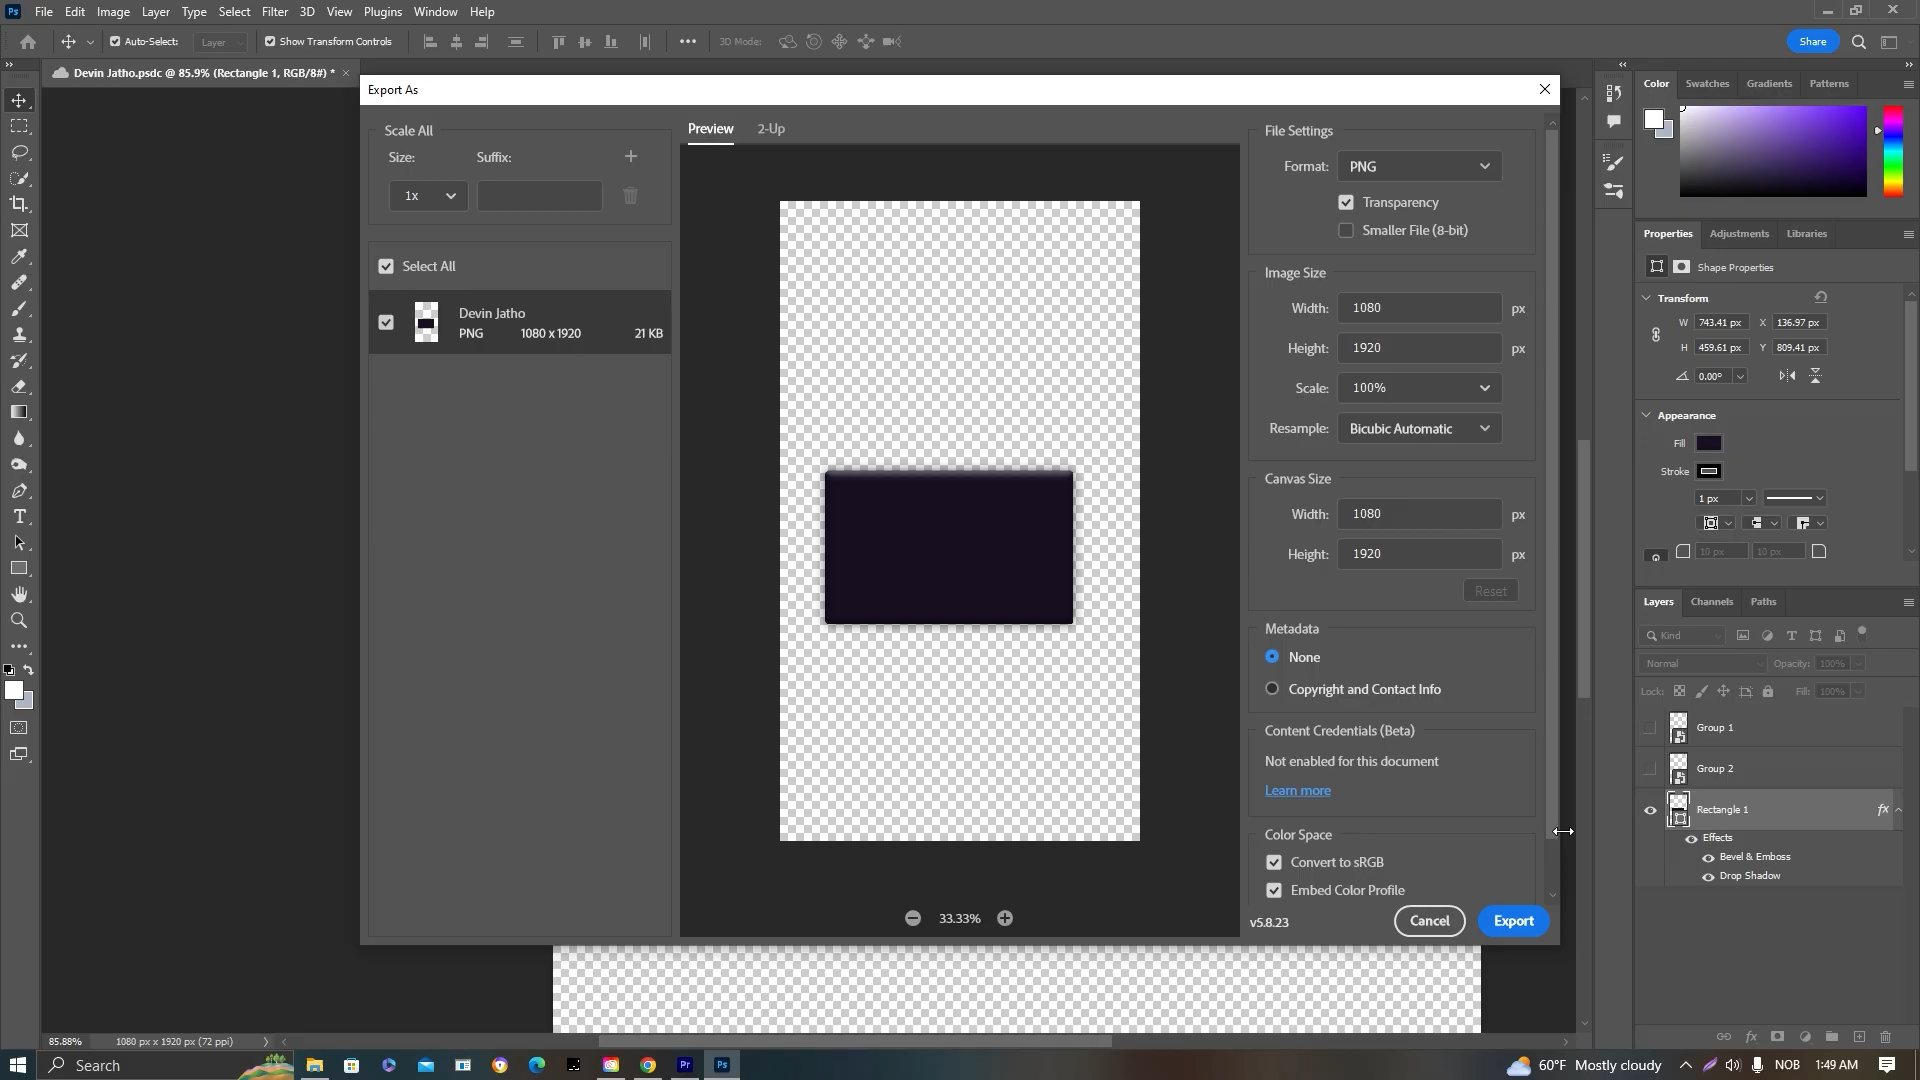 Ps File Edit Image Layer Type Select Filter 3D View Plugins Window Help
Auto-Select: Layer Show Transform Controls 3D Mode: Share
Devin Jatho.psdc @ 85.9% (Rectangle 1, RGB/8#) *
Export As
Scale All
Size: Suffix:
1x
Select All
Devin Jatho
PNG 1080 x 1920 21 KB
Preview 2-Up
33.33%
File Settings
Format: PNG
Transparency
Smaller File (8-bit)
Image Size
Width: 1080 px
Height: 1920 px
Scale: 100%
Resample: Bicubic Automatic
Canvas Size
Width: 1080 px
Height: 1920 px
Reset
Metadata
None
Copyright and Contact Info
Content Credentials (Beta)
Not enabled for this document
Learn more
Color Space
Convert to sRGB
Embed Color Profile
v5.8.23 Cancel Export
Color Swatches Gradients Patterns
Properties Adjustments Libraries
Shape Properties
Transform
W 743.41 px X 136.97 px
H 459.61 px Y 809.41 px
0.00°
Appearance
Fill
Stroke
1 px
10 px 10 px
Layers Channels Paths
Kind
Normal Opacity: 100%
Lock: Fill: 100%
Group 1
Group 2
Rectangle 1 fx
Effects
Bevel & Emboss
Drop Shadow
85.88% 1080 px x 1920 px (72 ppi)
Search Pr Ps 60°F Mostly cloudy NOB 1:49 AM